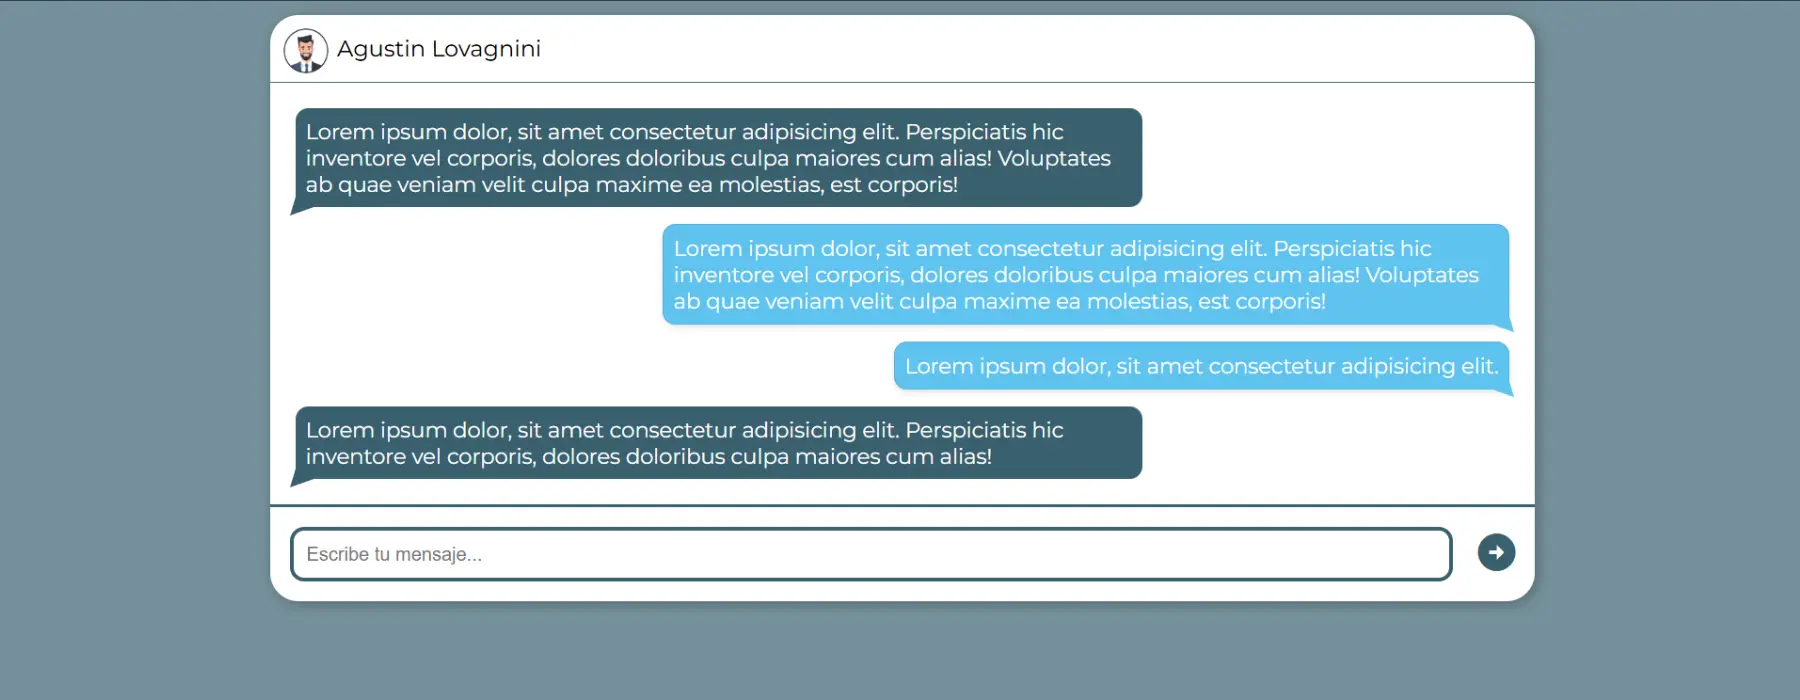 Agustin Lovagnini
Lorem ipsum dolor, sit amet consectetur adipisicing elit. Perspiciatis hic
inventore vel corporis, dolores doloribus culpa maiores cum alias! Voluptates
ab quae veniam velit culpa maxime ea molestias, est corporis!
Lorem ipsum dolor, sit amet consectetur adipisicing elit. Perspiciatis hic
inventore vel corporis, dolores doloribus culpa maiores cum alias! Voluptates
ab quae veniam velit culpa maxime ea molestias, est corporis!
Lorem ipsum dolor, sit amet consectetur adipisicing elit.
Lorem ipsum dolor, sit amet consectetur adipisicing elit. Perspiciatis hic
inventore vel corporis, dolores doloribus culpa maiores cum alias!
Escribe tu mensaje...